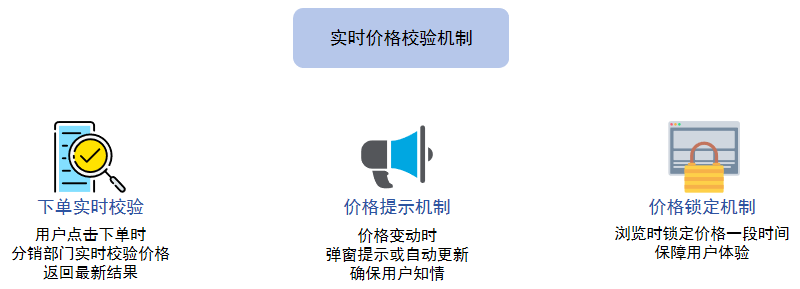 实时价格校验机制
下单实时校验
用户点击下单时
分销部门实时校验价格
返回最新结果
价格提示机制
价格变动时
弹窗提示或自动更新
确保用户知情
价格锁定机制
浏览时锁定价格一段时间
保障用户体验